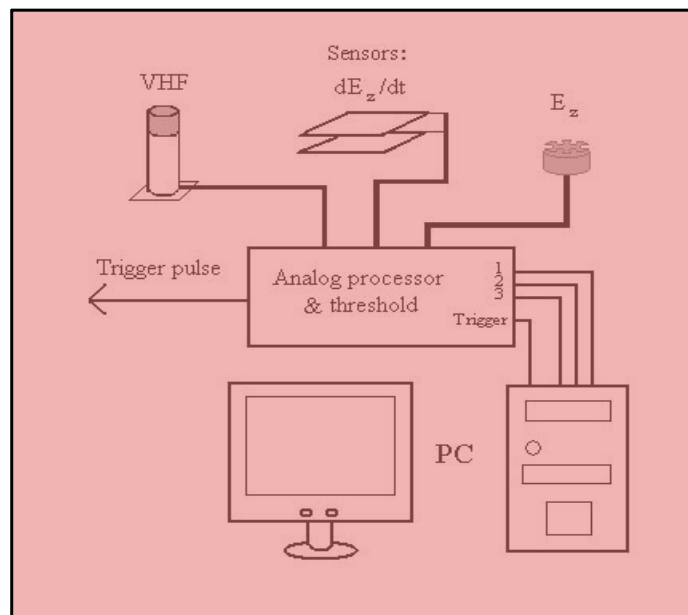 Sensors:
VHF
dE_z/dt
E_z
Trigger pulse
Analog processor
& threshold
1
2
3
Trigger
PC